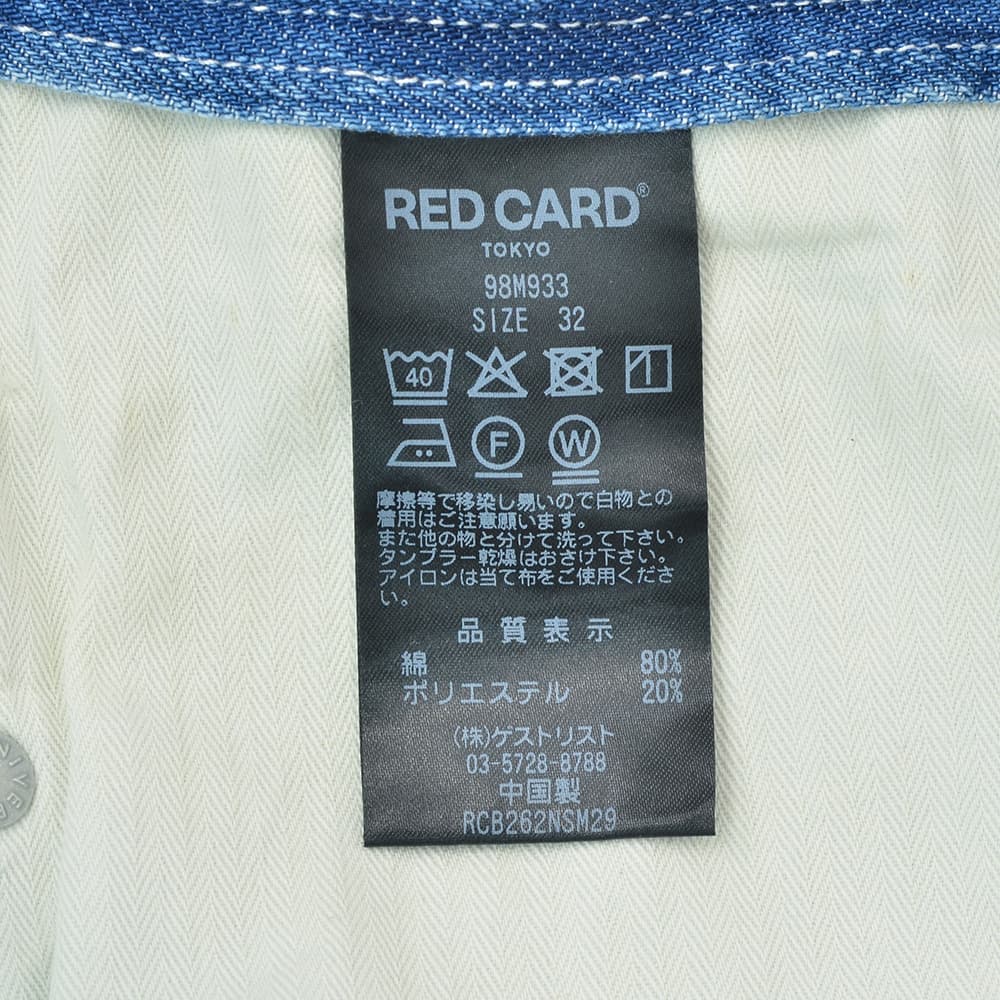 RED CARD®
TOKYO
98M933
SIZE 32
40
F W
摩擦等で移染し易いので白物との
着用はご注意願います。
また他の物と分けて洗って下さい。
タンブラー乾燥はおさけ下さい。
アイロンは当て布をご使用くださ
い。
品質表示
綿 80%
ポリエステル 20%
(株)ゲストリスト
03-5728-8788
中国製
RCB262NSM29